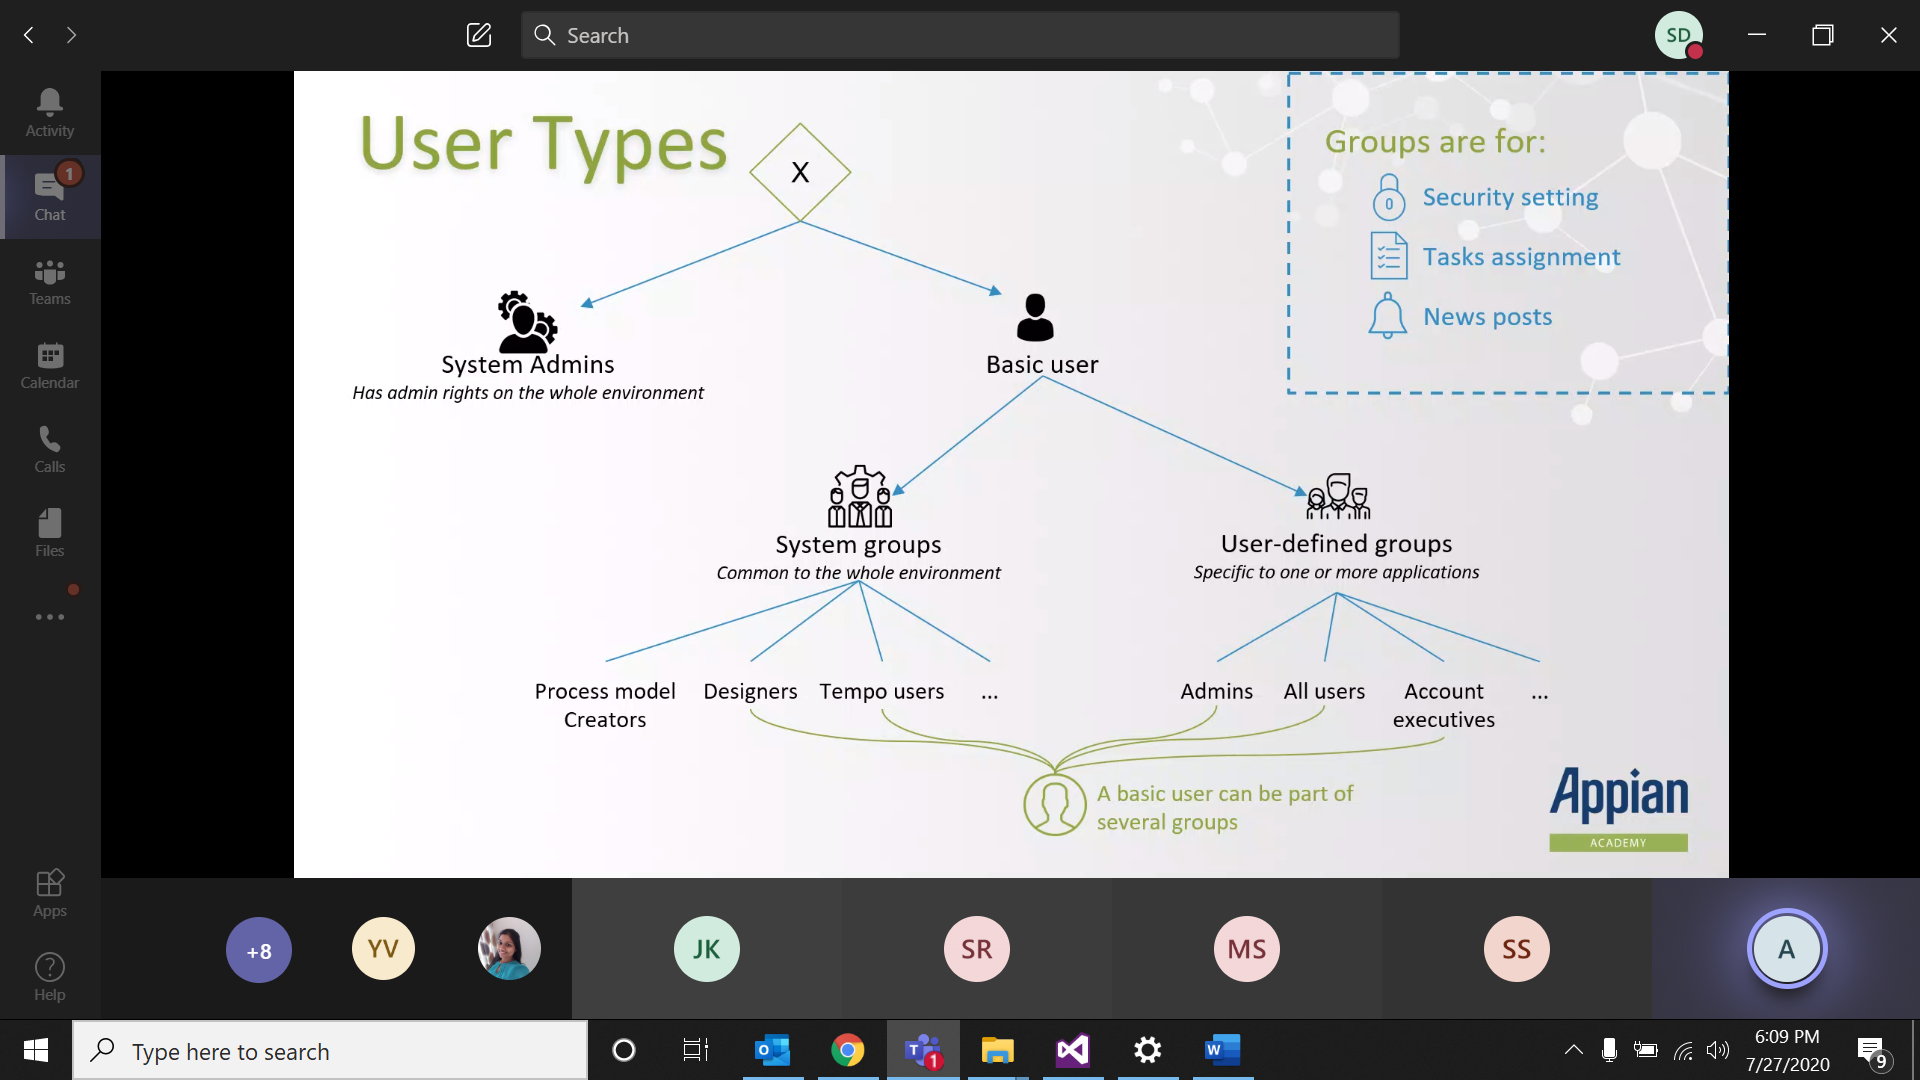 Search
SD
Activity
1
Chat
Teams
Calendar
Calls
Files
Apps
Help
User Types
X
Groups are for:
0
Security setting
Tasks assignment
News posts
System Admins
Has admin rights on the whole environment
Basic user
System groups
Common to the whole environment
User-defined groups
Specific to one or more applications
Process model
Creators
Designers
Tempo users
...
Admins
All users
Account
executives
...
A basic user can be part of
several groups
Appian
ACADEMY
+8
YV
JK
SR
MS
SS
A
Type here to search
O
T
1
W
6:09 PM
7/27/2020
9